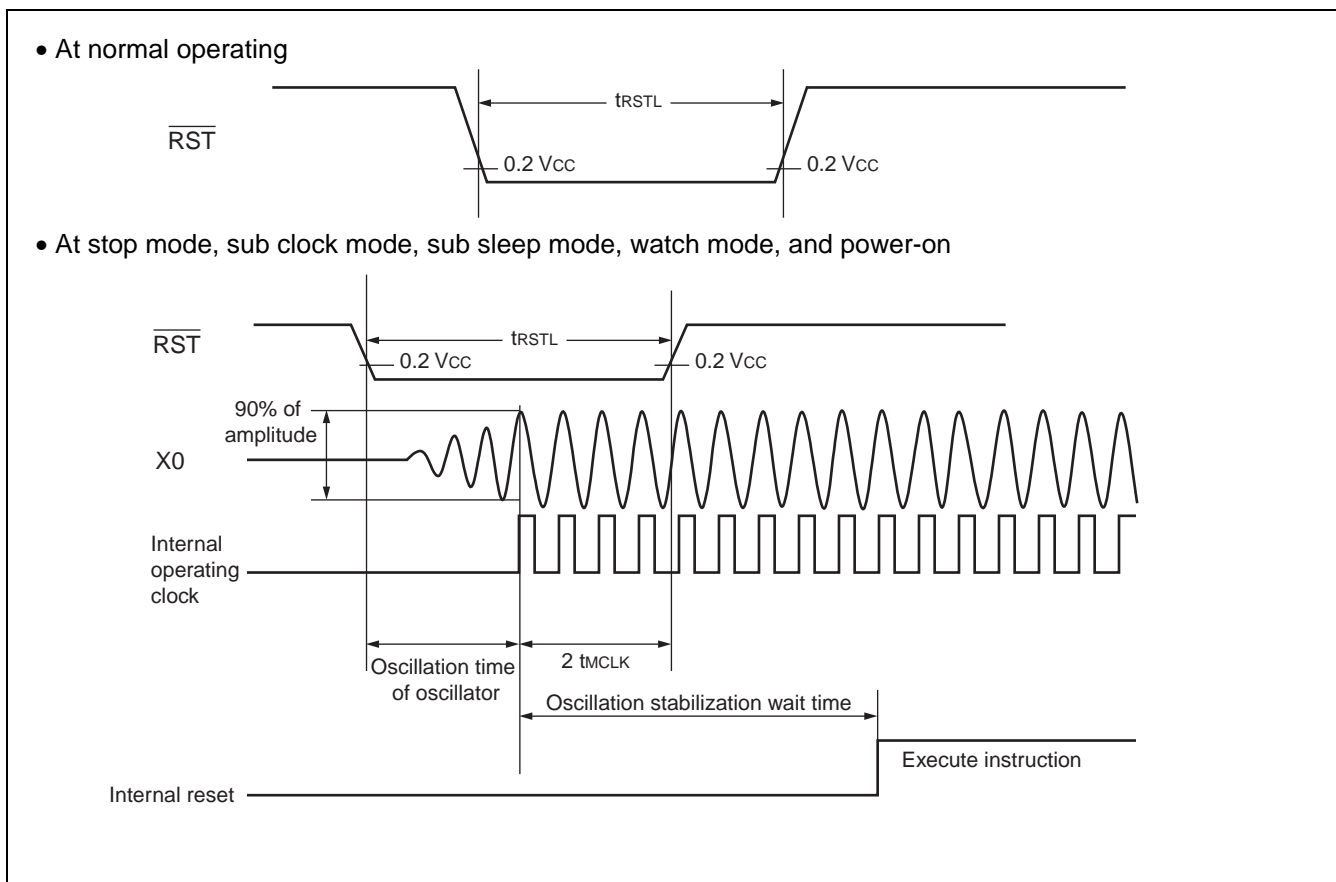 • At normal operating
tRSTL
RST
0.2 VCC
0.2 VCC
• At stop mode, sub clock mode, sub sleep mode, watch mode, and power-on
RST
tRSTL
0.2 VCC
0.2 VCC
90% of
amplitude
X0
Internal
operating
clock
Oscillation time
of oscillator
2 tMCLK
Oscillation stabilization wait time
Execute instruction
Internal reset